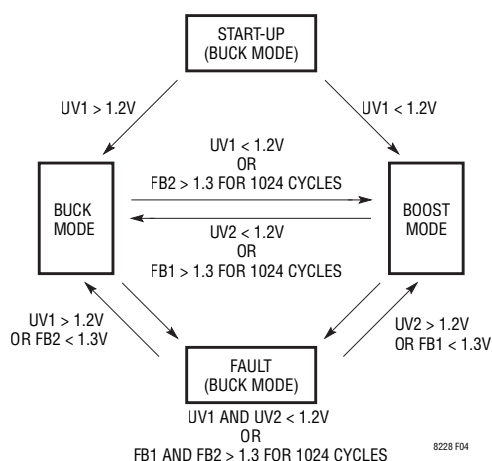 START-UP
(BUCK MODE)
UV1 > 1.2V
UV1 < 1.2V
UV1 < 1.2V
OR
FB2 > 1.3 FOR 1024 CYCLES
BUCK
MODE
BOOST
MODE
UV2 < 1.2V
OR
FB1 > 1.3 FOR 1024 CYCLES
UV1 > 1.2V
OR FB2 < 1.3V
UV2 > 1.2V
OR FB1 < 1.3V
FAULT
(BUCK MODE)
UV1 AND UV2 < 1.2V
OR
FB1 AND FB2 > 1.3 FOR 1024 CYCLES
8228 F04